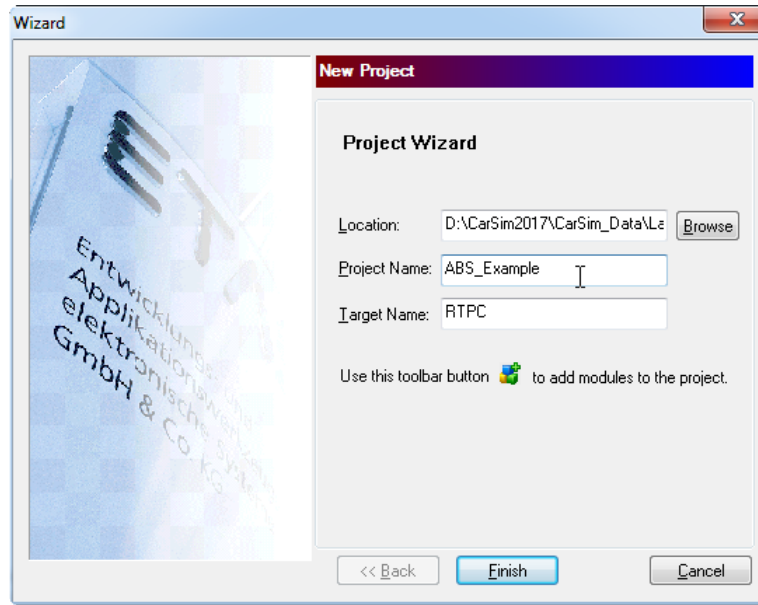 Wizard
New Project
Project Wizard
Location: D:\CarSim2017\CarSim_Data\La Browse
Project Name: ABS_Example
Target Name: RTPC
Use this toolbar button to add modules to the project.
ET
Entwicklungs- und
Applikationswerkzeuge
elektronische Systeme
GmbH & Co. KG
<< Back Finish Cancel